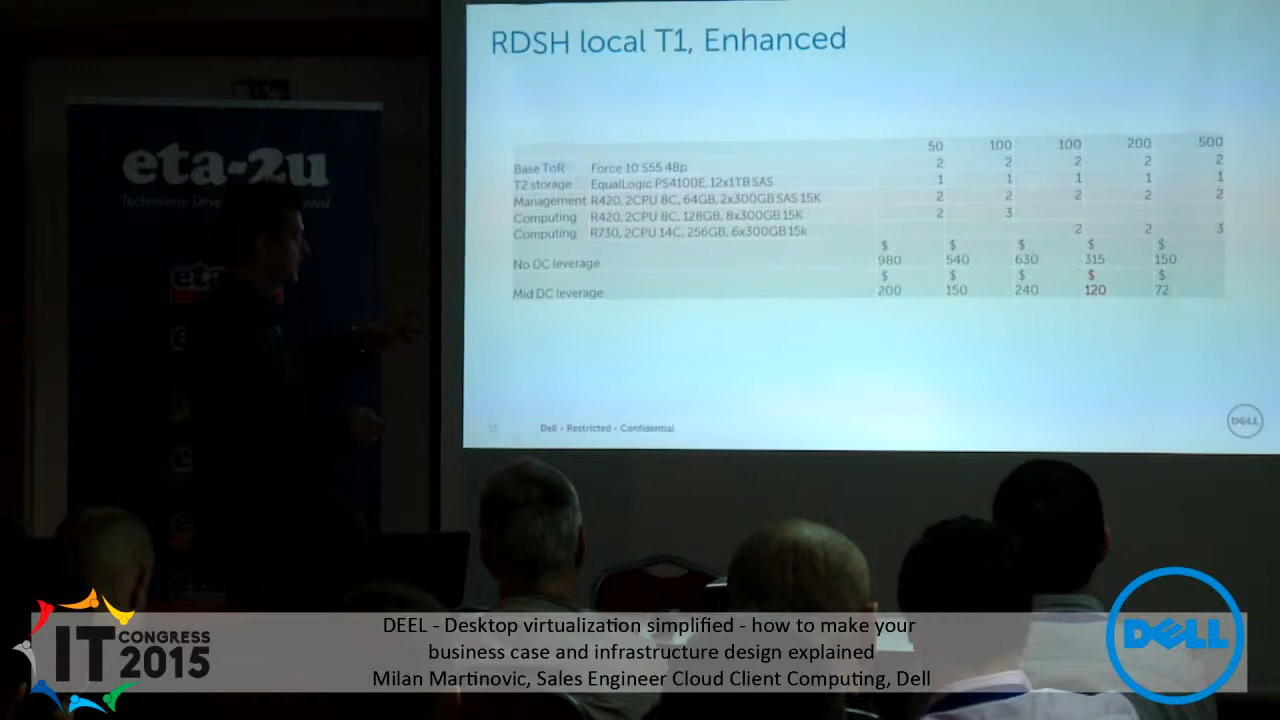 RDSH local T1, Enhanced
eta-2u
50 100 100 200 500
Base ToR Force 10 S55 48p 2 2 2 2 2
T2 storage EqualLogic PS4100E, 12x1TB SAS 1 1 1 1 1
Management R420, 2CPU 8C, 64GB, 2x300GB SAS 15K 2 2 2 2 2
Computing R420, 2CPU 8C, 128GB, 8x300GB 15K 2 3
Computing R730, 2CPU 14C, 256GB, 6x300GB 15k 2 2 3
$ $ $ $ $
No DC leverage 980 540 630 315 150
$ $ $ $ $
Mid DC leverage 200 150 240 120 72
Dell - Restricted - Confidential
DELL
DEEL - Desktop virtualization simplified - how to make your
business case and infrastructure design explained
Milan Martinovic, Sales Engineer Cloud Client Computing, Dell
IT CONGRESS
2015
DELL